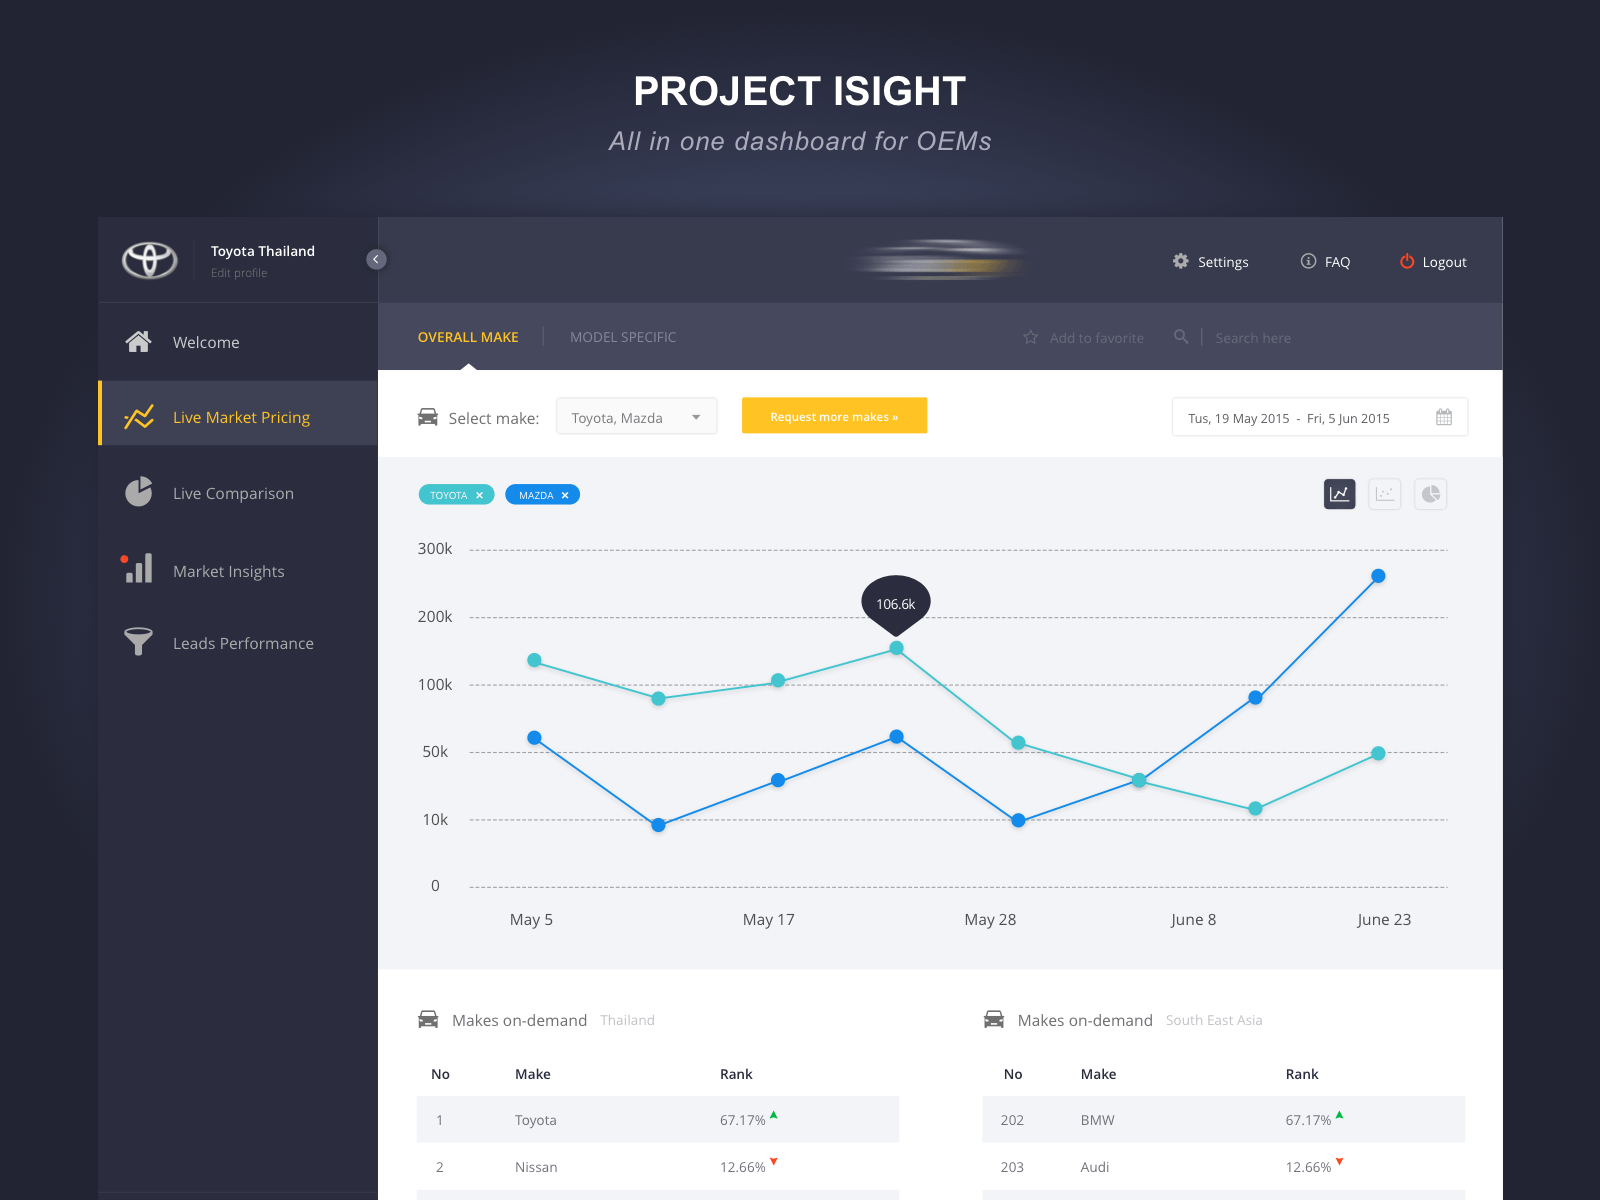 PROJECT ISIGHT
All in one dashboard for OEMs
Toyota Thailand
Edit profile
Settings
FAQ
Logout
Welcome
Live Market Pricing
Live Comparison
Market Insights
Leads Performance
OVERALL MAKE
MODEL SPECIFIC
Add to favorite
Search here
Select make:
Toyota, Mazda
Request more makes »
Tus, 19 May 2015 - Fri, 5 Jun 2015
TOYOTA ×
MAZDA ×
300k
200k
100k
50k
10k
0
106.6k
May 5
May 17
May 28
June 8
June 23
Makes on-demand Thailand
No Make Rank
1 Toyota 67.17%
2 Nissan 12.66%
Makes on-demand South East Asia
No Make Rank
202 BMW 67.17%
203 Audi 12.66%